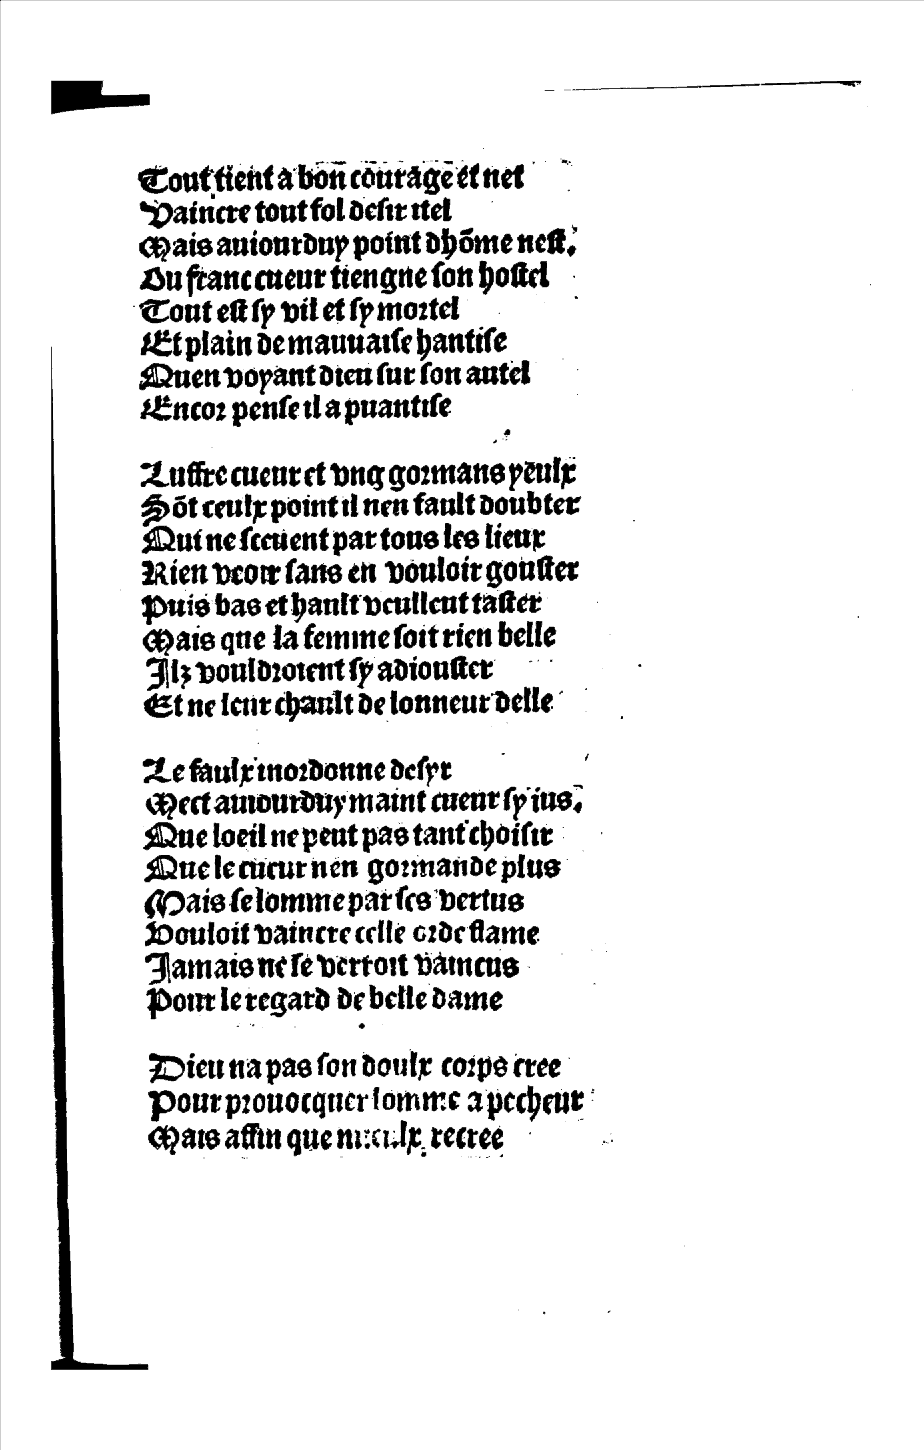 Tout tient a bon couraige et net
Vaincre tout fol desir itel
Mais auiourduy point dhõme nest.
Ou franc cueur tiengne son hostel
Tout est sy vil et sy mortel
Et plain de mauuaise hantise
Quen voyant dieu sur son autel
Encor pense il a puantise

Luffre cueur et vng gormans yeulx
Sõt ceulx point il nen fault doubter
Qui ne sceuent par tous les lieux
Rien veoir sans en vouloir gouster
Puis bas et hault veullent taster
Mais que la femme soit rien belle
Ilz vouldroient sy adiouster
Et ne leur chault de lonneur delle

Le faulx inordonne desyr
Mect auiourduy maint cueur sy ius.
Que loeil ne peut pas tant choisir
Que le cueur nen gormande plus
Mais se lomme par ses vertus
Vouloit vaincre celle orde flame
Jamais ne se verroit vaincus
Pour le regard de belle dame

Dieu na pas son doulx corps cree
Pour prouocquer lomme a pecheur
Mais affin que mieulx recree